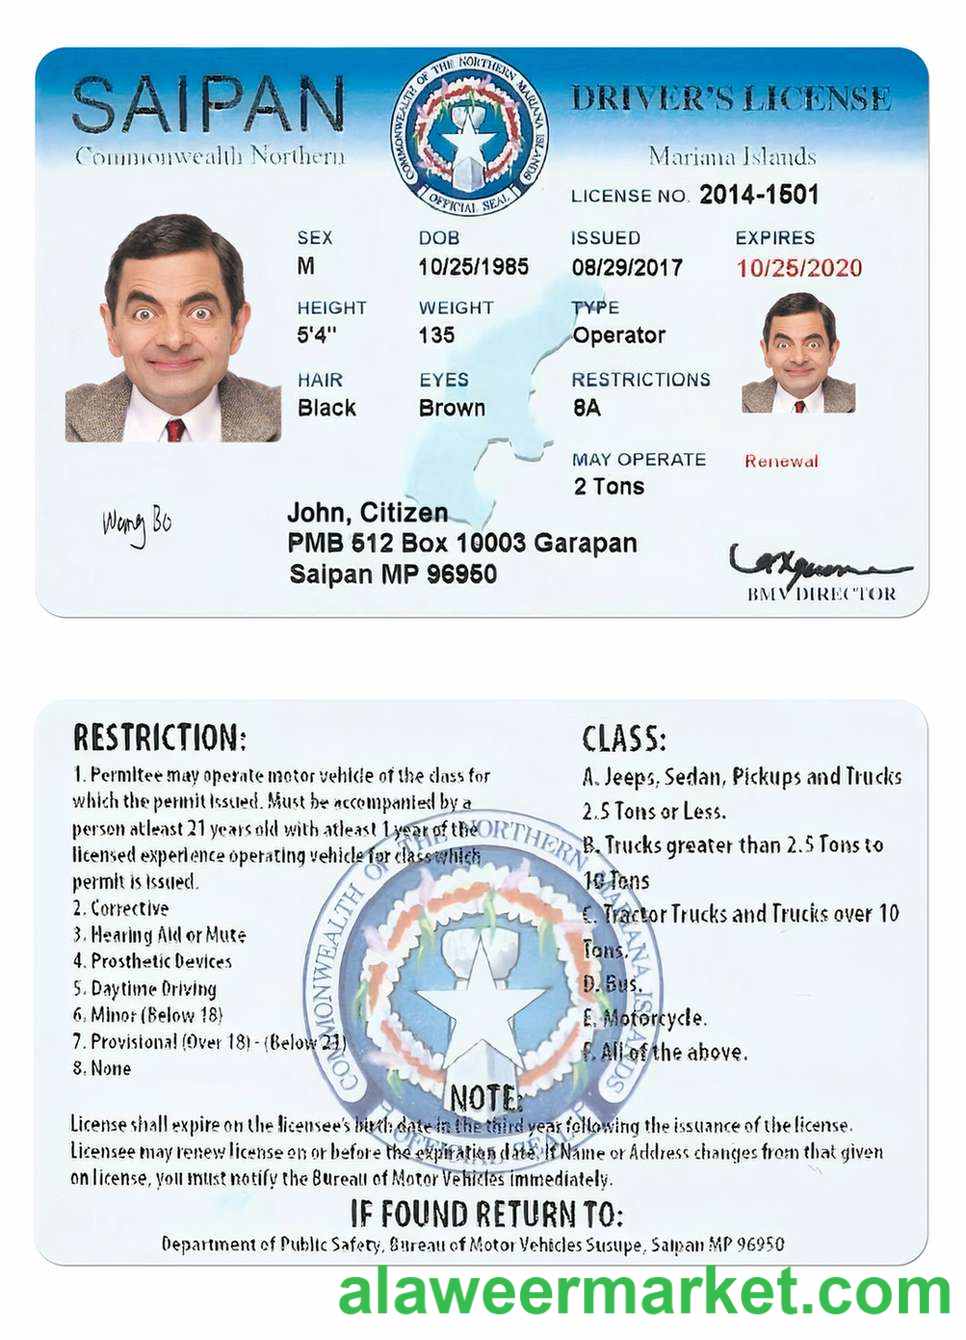 SAIPAN
Commonwealth Northern
COMMONWEALTH OF THE NORTHERN MARIANA ISLANDS
OFFICIAL SEAL
DRIVER'S LICENSE
Mariana Islands
LICENSE NO. 2014-1501
SEX DOB ISSUED EXPIRES
M 10/25/1985 08/29/2017 10/25/2020
HEIGHT WEIGHT TYPE
5'4" 135 Operator
HAIR EYES RESTRICTIONS
Black Brown 8A
MAY OPERATE Renewal
2 Tons
Wang Bo
John, Citizen
PMB 512 Box 10003 Garapan
Saipan MP 96950
BMV DIRECTOR
RESTRICTION:
1. Permitee may operate motor vehicle of the class for
which the permit issued. Must be accompanied by a
person atleast 21 years old with atleast 1 year of the
licensed experience operating vehicle for class which
permit is issued.
2. Corrective
3. Hearing Aid or Mute
4. Prosthetic Devices
5. Daytime Driving
6. Minor (Below 18)
7. Provisional (Over 18) - (Below 21)
8. None
CLASS:
A. Jeeps, Sedan, Pickups and Trucks
2.5 Tons or Less.
B. Trucks greater than 2.5 Tons to
10 Tons
C. Tractor Trucks and Trucks over 10
Tons.
D. Bus.
E. Motorcycle.
F. All of the above.
COMMONWEALTH OF THE NORTHERN MARIANA ISLANDS
OFFICIAL SEAL
NOTE:
License shall expire on the licensee's birth date in the third year following the issuance of the license.
Licensee may renew license on or before the expiration date. If Name or Address changes from that given
on license, you must notify the Bureau of Motor Vehicles immediately.
IF FOUND RETURN TO:
Department of Public Safety, Bureau of Motor Vehicles Susupe, Saipan MP 96950
alaweermarket.com